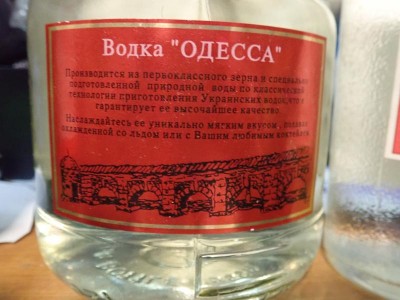 Водка "ОДЕССА"
Производится из первоклассного зерна и специально
подготовленной природной воды по классической
технологии приготовления Украинских водок, что и
гарантирует ее высочайшее качество.
Наслаждайтесь ее уникально мягким вкусом,
охлажденной со льдом или с Вашим любимым коктейлем